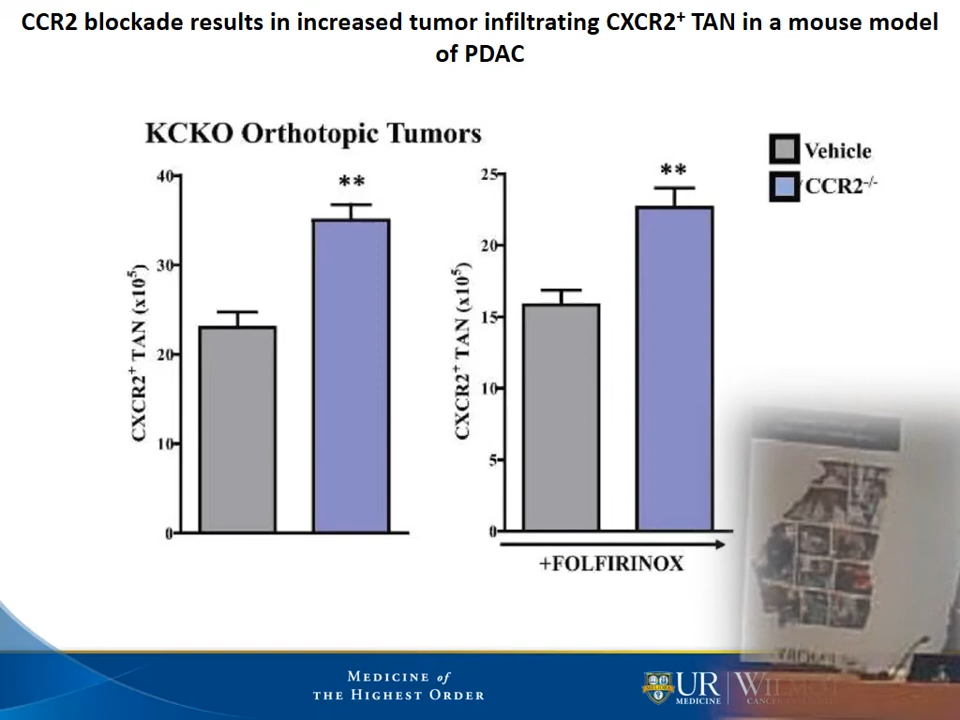 CCR2 blockade results in increased tumor infiltrating CXCR2⁺ TAN in a mouse model
of PDAC
KCKO Orthotopic Tumors
Vehicle
CCR2⁻/⁻
CXCR2⁺ TAN (x10⁵)
40
30
20
10
0
**
CXCR2⁺ TAN (x10⁵)
25
20
15
10
5
0
**
+FOLFIRINOX
MEDICINE of
THE HIGHEST ORDER
MELIORA
UR
MEDICINE
WILMOT
CANCER